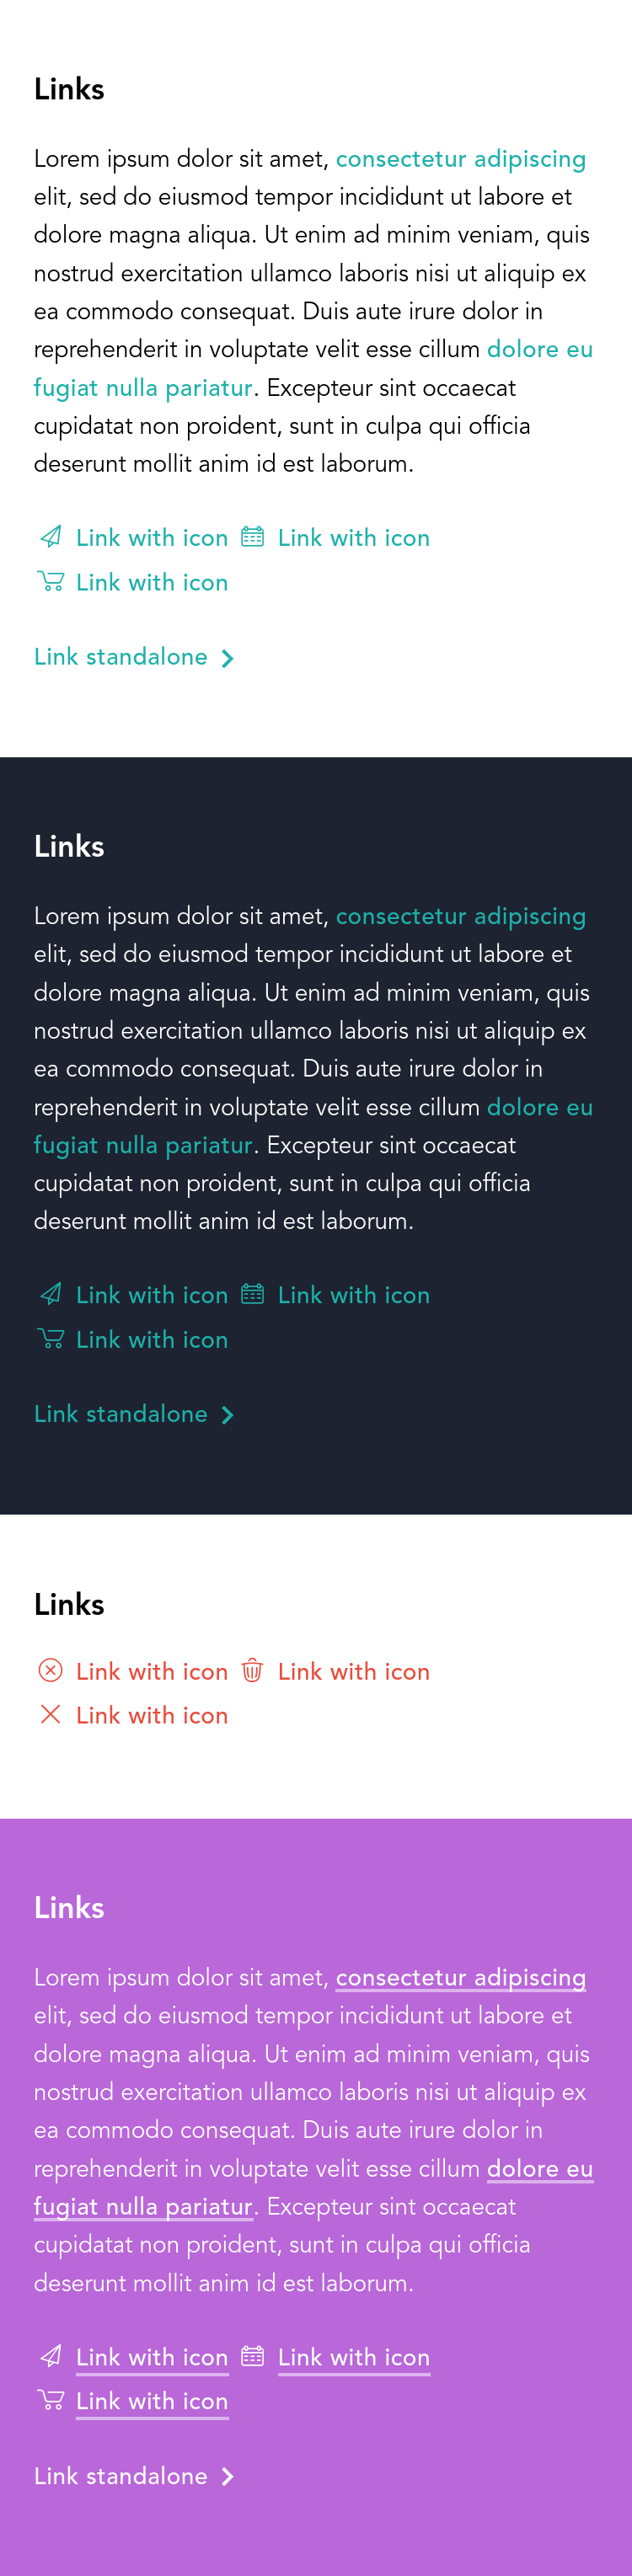 Links
Lorem ipsum dolor sit amet, consectetur adipiscing
elit, sed do eiusmod tempor incididunt ut labore et
dolore magna aliqua. Ut enim ad minim veniam, quis
nostrud exercitation ullamco laboris nisi ut aliquip ex
ea commodo consequat. Duis aute irure dolor in
reprehenderit in voluptate velit esse cillum dolore eu
fugiat nulla pariatur. Excepteur sint occaecat
cupidatat non proident, sunt in culpa qui officia
deserunt mollit anim id est laborum.
Link with icon Link with icon
Link with icon
Link standalone
Links
Lorem ipsum dolor sit amet, consectetur adipiscing
elit, sed do eiusmod tempor incididunt ut labore et
dolore magna aliqua. Ut enim ad minim veniam, quis
nostrud exercitation ullamco laboris nisi ut aliquip ex
ea commodo consequat. Duis aute irure dolor in
reprehenderit in voluptate velit esse cillum dolore eu
fugiat nulla pariatur. Excepteur sint occaecat
cupidatat non proident, sunt in culpa qui officia
deserunt mollit anim id est laborum.
Link with icon Link with icon
Link with icon
Link standalone
Links
Link with icon Link with icon
Link with icon
Links
Lorem ipsum dolor sit amet, consectetur adipiscing
elit, sed do eiusmod tempor incididunt ut labore et
dolore magna aliqua. Ut enim ad minim veniam, quis
nostrud exercitation ullamco laboris nisi ut aliquip ex
ea commodo consequat. Duis aute irure dolor in
reprehenderit in voluptate velit esse cillum dolore eu
fugiat nulla pariatur. Excepteur sint occaecat
cupidatat non proident, sunt in culpa qui officia
deserunt mollit anim id est laborum.
Link with icon Link with icon
Link with icon
Link standalone